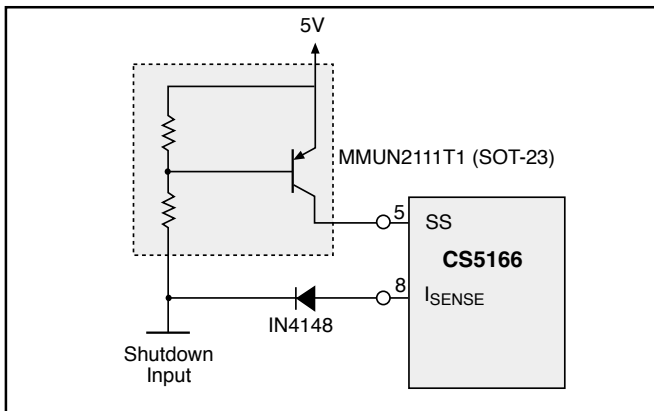 5V
MMUN2111T1 (SOT-23)
5
SS
CS5166
8
ISENSE
IN4148
Shutdown
Input